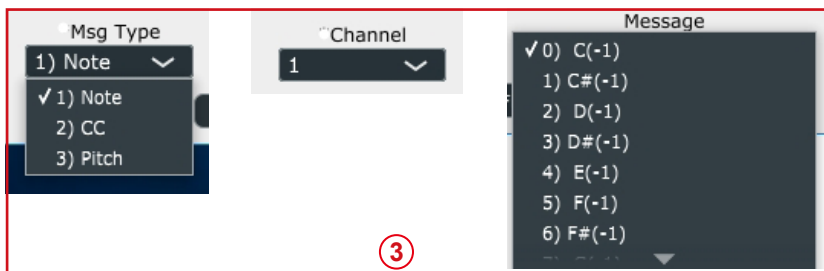 Msg Type
1) Note
✓ 1) Note
2) CC
3) Pitch
Channel
1
Message
✓ 0) C(-1)
1) C#(-1)
2) D(-1)
3) D#(-1)
4) E(-1)
5) F(-1)
6) F#(-1)
3